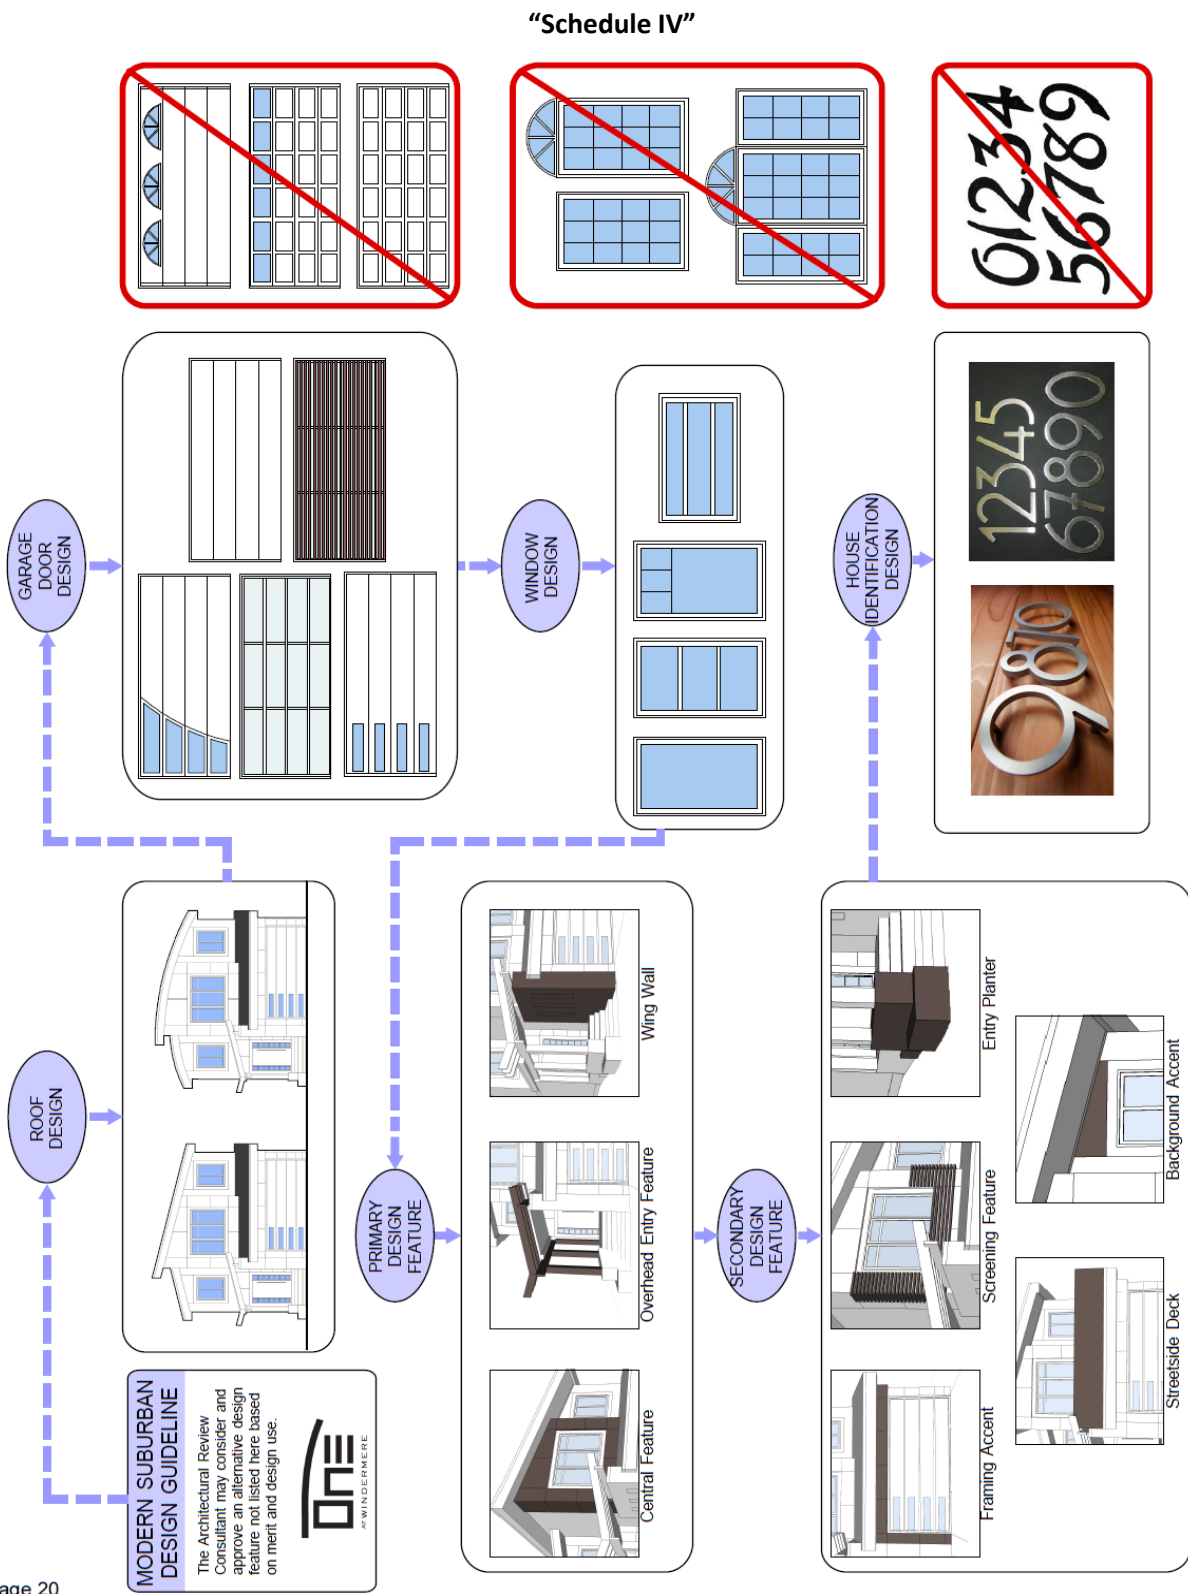 “Schedule IV”
MODERN SUBURBAN
DESIGN GUIDELINE
The Architectural Review
Consultant may consider and
approve an alternative design
feature not listed here based
on merit and design use.
ONE
AT WINDERMERE
ROOF
DESIGN
GARAGE
DOOR
DESIGN
WINDOW
DESIGN
PRIMARY
DESIGN
FEATURE
Central Feature
Overhead Entry Feature
Wing Wall
SECONDARY
DESIGN
FEATURE
Framing Accent
Screening Feature
Entry Planter
Streetside Deck
Background Accent
HOUSE
IDENTIFICATION
DESIGN
9870
12345
67890
01234
56789
age 20